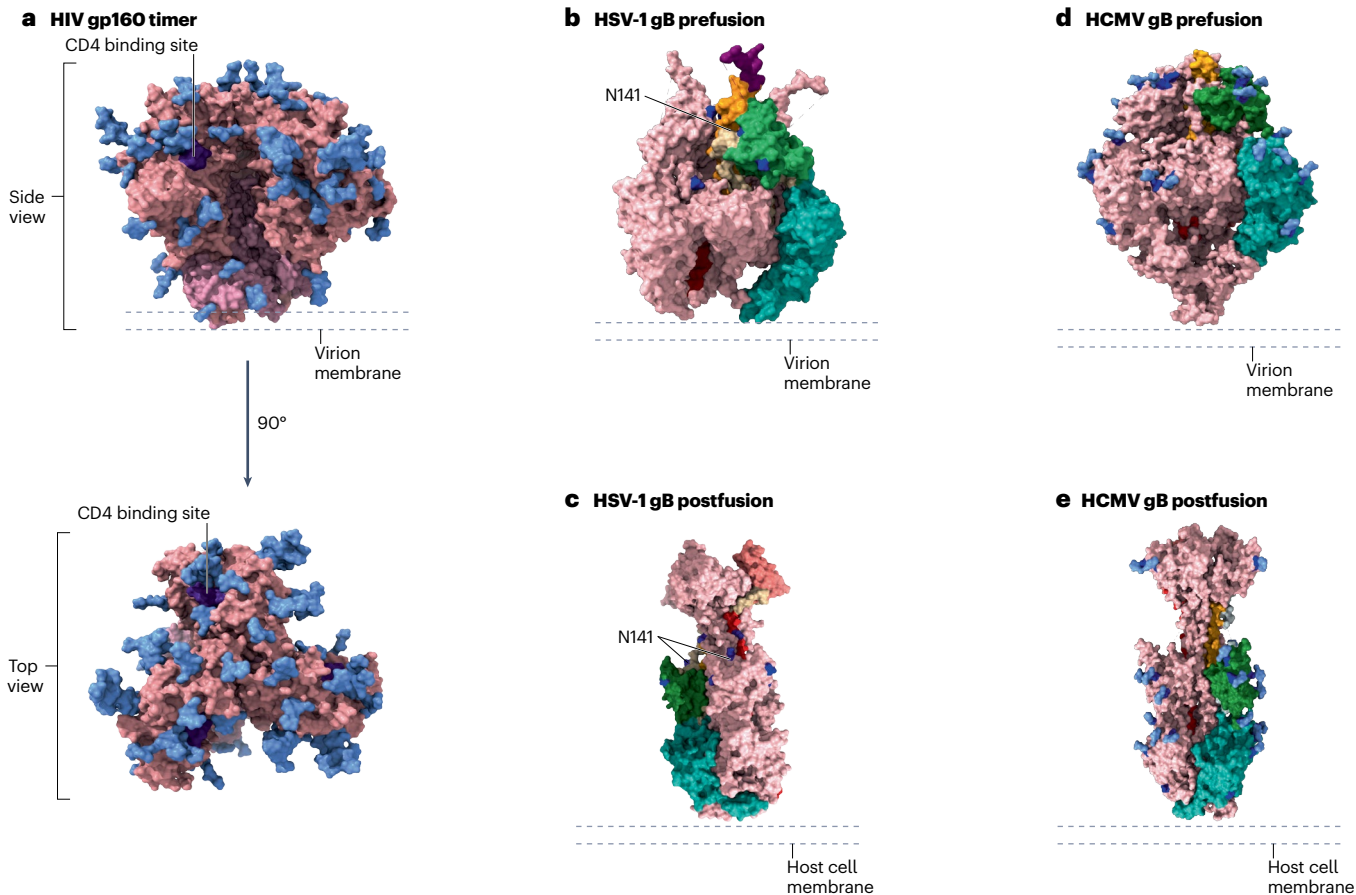 a HIV gp160 timer
CD4 binding site
Side
view
Virion
membrane
90°
CD4 binding site
Top
view
b HSV-1 gB prefusion
N141
Virion
membrane
c HSV-1 gB postfusion
N141
Host cell
membrane
d HCMV gB prefusion
Virion
membrane
e HCMV gB postfusion
Host cell
membrane